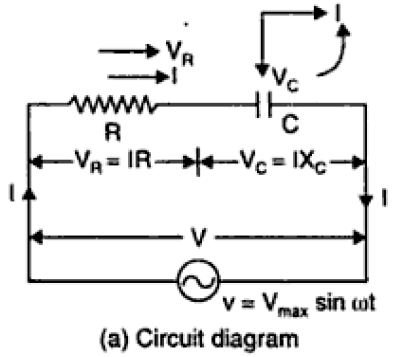 I
V_R
I
V_C
R
C
V_R = IR
V_C = IX_C
I
I
V
v = V_max sin ωt
(a) Circuit diagram